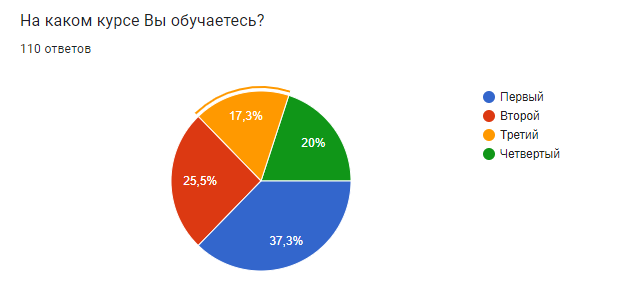 На каком курсе Вы обучаетесь?
110 ответов
17,3%
20%
25,5%
37,3%
Первый
Второй
Третий
Четвертый